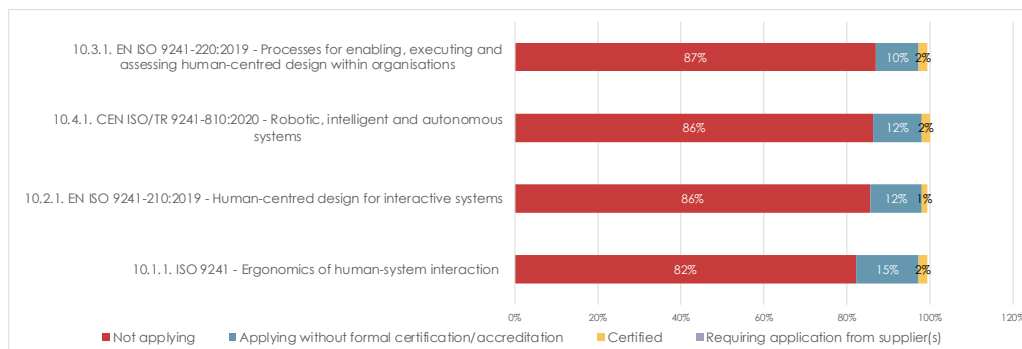 10.3.1. EN ISO 9241-220:2019 - Processes for enabling, executing and
assessing human-centred design within organisations
87% 10% 2%
10.4.1. CEN ISO/TR 9241-810:2020 - Robotic, intelligent and autonomous
systems
86% 12% 2%
10.2.1. EN ISO 9241-210:2019 - Human-centred design for interactive systems
86% 12% 1%
10.1.1. ISO 9241 - Ergonomics of human-system interaction
82% 15% 2%
0% 20% 40% 60% 80% 100% 120%
Not applying Applying without formal certification/accreditation Certified Requiring application from supplier(s)